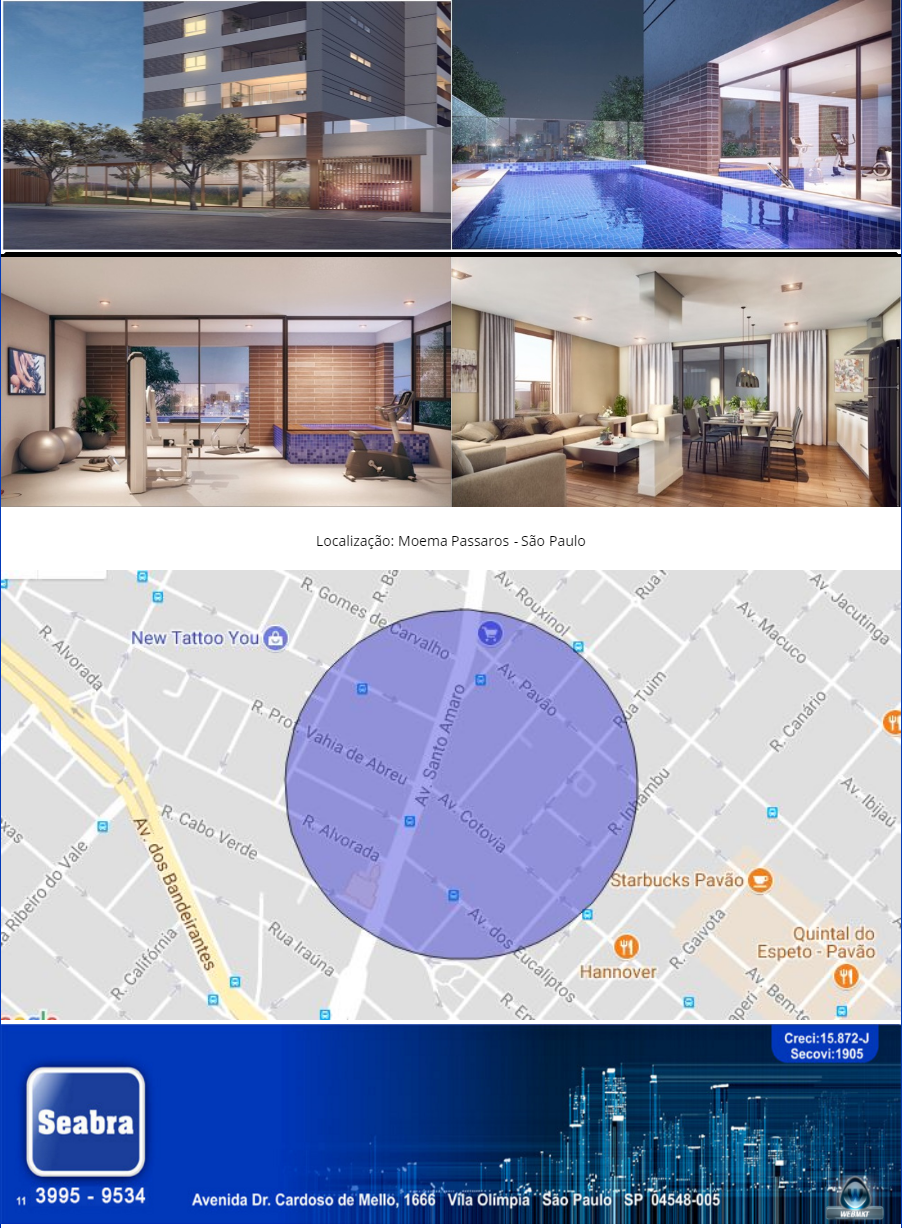 Localização: Moema Passaros - São Paulo
R. Gomes de Carvalho
R. Ba
Av. Rouxinol
Rua
Av. Jacutinga
Av. Macuco
New Tattoo You
R. Alvorada
Av. Pavão
Rua Tuim
R. Canário
R. Prof. Vahia de Abreu
Av. Santo Amaro
R. Inhambu
Av. Ibijau
Av. Cotovia
R. Alvorada
R. Cabo Verde
xas
a Ribeiro do Vale
Av. dos Bandeirantes
Starbucks Pavão
Av. dos Eucaliptos
R. Gaivota
Quintal do
Espeto - Pavão
Rua Iraúna
R. Califórnia
Hannover
Av. Bem-te
aperi
R. Em
Creci:15.872-J
Secovi:1905
Seabra
11 3995 - 9534
Avenida Dr. Cardoso de Mello, 1666 Vila Olímpia São Paulo SP 04548-005
WEBMKT